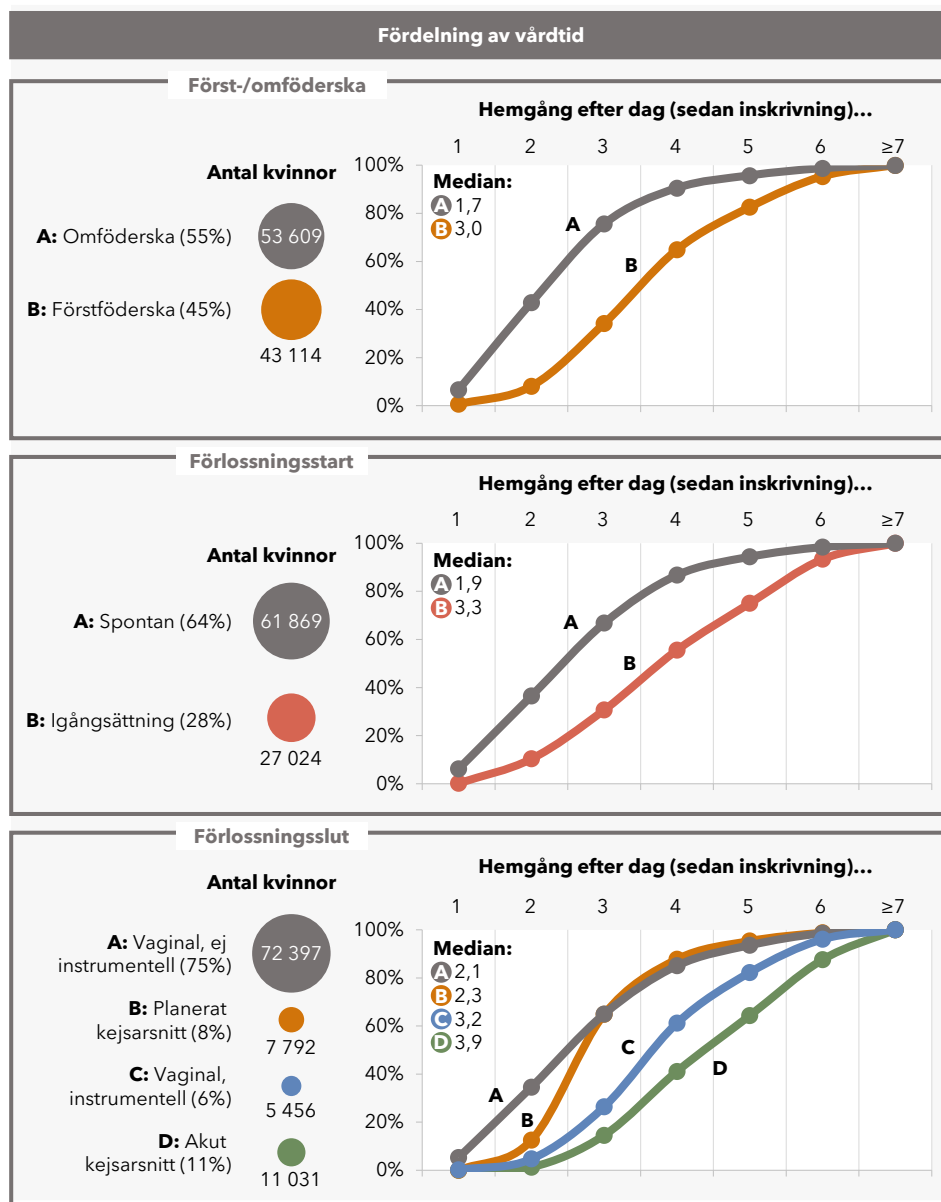 Fördelning av vårdtid
Först-/omföderska
Hemgång efter dag (sedan inskrivning)...
Antal kvinnor
1 2 3 4 5 6 ≥7
100%
80%
60%
40%
20%
0%
Median:
A 1,7
B 3,0
A
B
A: Omföderska (55%)
53 609
B: Förstföderska (45%)
43 114
Förlossningsstart
Hemgång efter dag (sedan inskrivning)...
Antal kvinnor
1 2 3 4 5 6 ≥7
100%
80%
60%
40%
20%
0%
Median:
A 1,9
B 3,3
A
B
A: Spontan (64%)
61 869
B: Igångsättning (28%)
27 024
Förlossningsslut
Hemgång efter dag (sedan inskrivning)...
Antal kvinnor
1 2 3 4 5 6 ≥7
100%
80%
60%
40%
20%
0%
Median:
A 2,1
B 2,3
C 3,2
D 3,9
A
B
C
D
A: Vaginal, ej
instrumentell (75%)
72 397
B: Planerat
kejsarsnitt (8%)
7 792
C: Vaginal,
instrumentell (6%)
5 456
D: Akut
kejsarsnitt (11%)
11 031